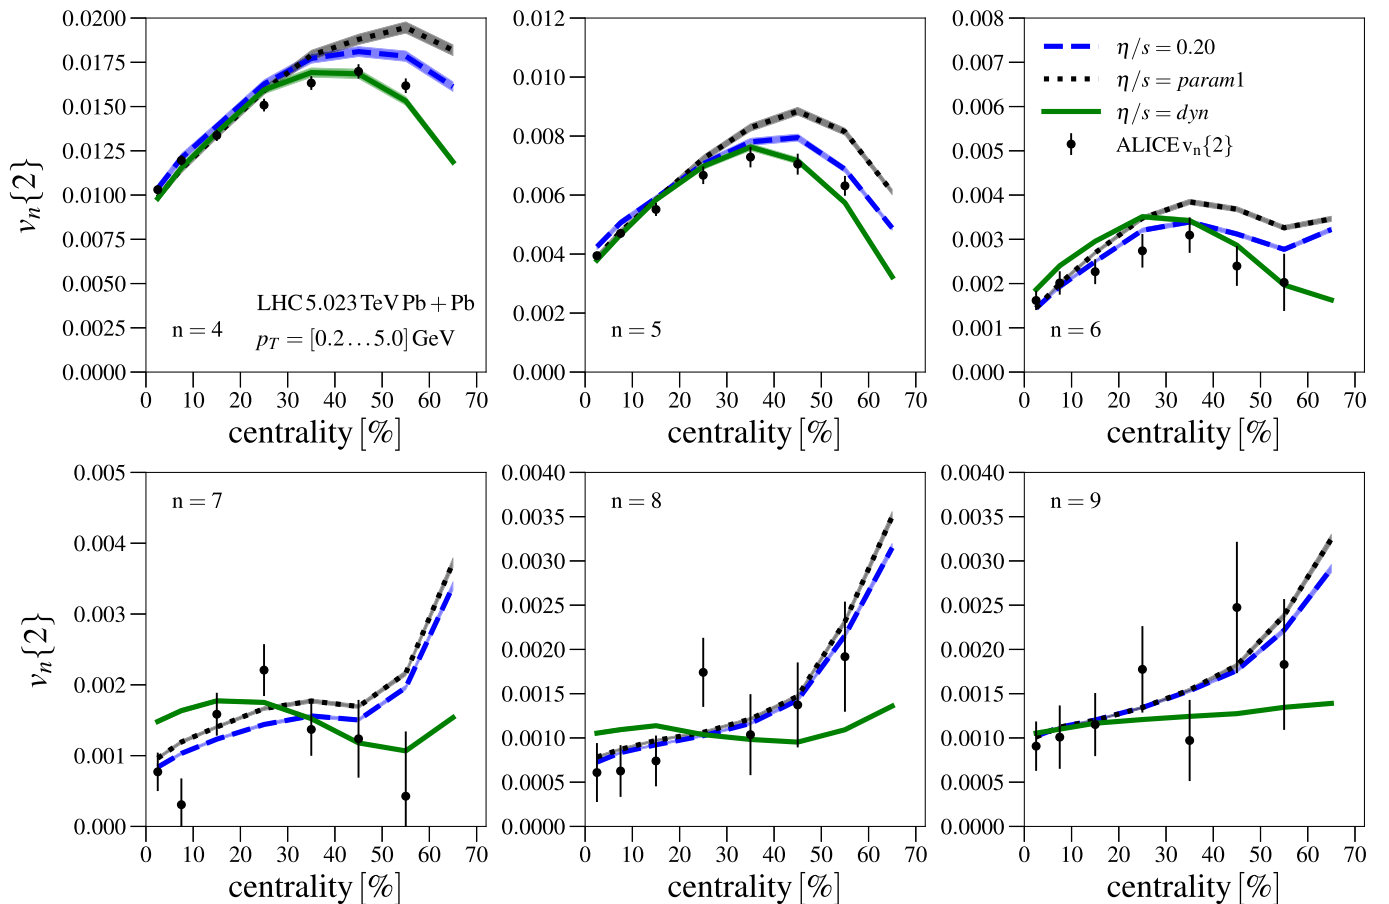 0.0200
0.0175
0.0150
0.0125
0.0100
0.0075
0.0050
0.0025
0.0000
vₙ{2}
LHC 5.023 TeV Pb + Pb
n = 4
p_T = [0.2…5.0] GeV
0 10 20 30 40 50 60 70
centrality [%]
0.012
0.010
0.008
0.006
0.004
0.002
0.000
n = 5
0 10 20 30 40 50 60 70
centrality [%]
0.008
0.007
0.006
0.005
0.004
0.003
0.002
0.001
0.000
η/s = 0.20
η/s = param1
η/s = dyn
ALICE vₙ{2}
n = 6
0 10 20 30 40 50 60 70
centrality [%]
0.005
0.004
0.003
0.002
0.001
0.000
vₙ{2}
n = 7
0 10 20 30 40 50 60 70
centrality [%]
0.0040
0.0035
0.0030
0.0025
0.0020
0.0015
0.0010
0.0005
0.0000
n = 8
0 10 20 30 40 50 60 70
centrality [%]
0.0040
0.0035
0.0030
0.0025
0.0020
0.0015
0.0010
0.0005
0.0000
n = 9
0 10 20 30 40 50 60 70
centrality [%]